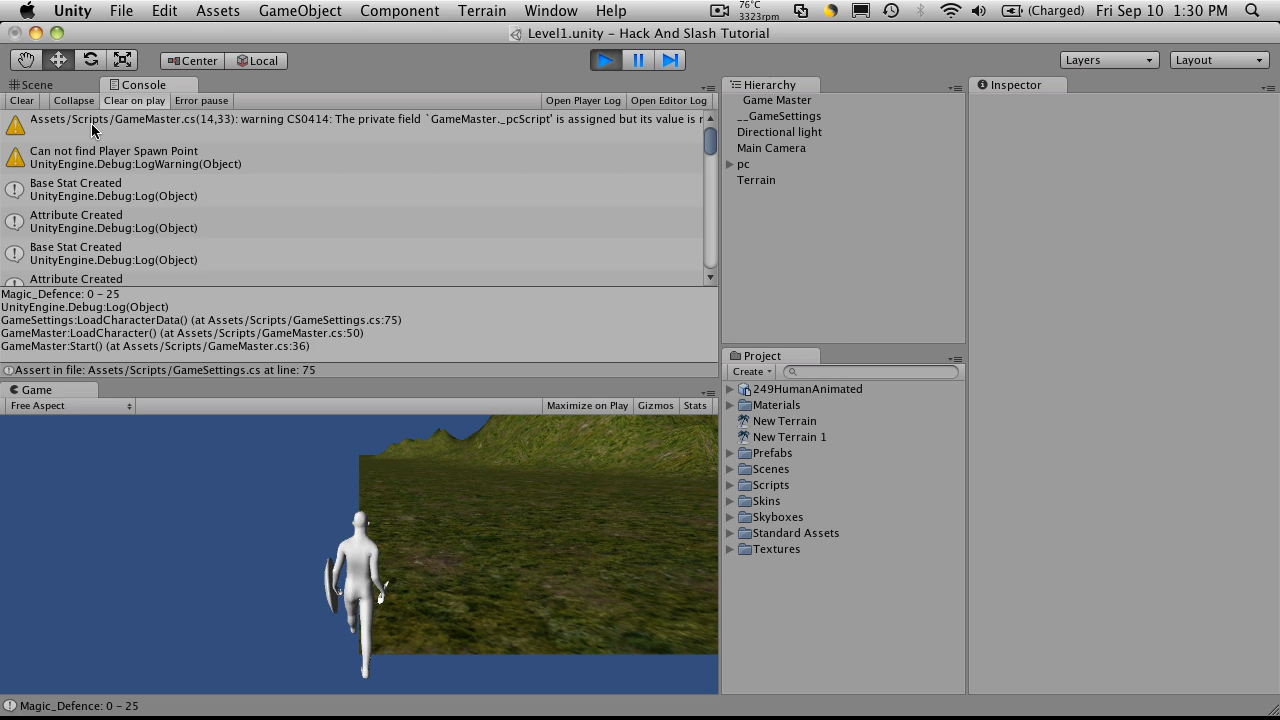 Unity File Edit Assets GameObject Component Terrain Window Help 76°C 3323rpm (Charged) Fri Sep 10 1:30 PM
Level1.unity - Hack And Slash Tutorial
Center Local Layers Layout
Scene Console
Clear Collapse Clear on play Error pause Open Player Log Open Editor Log
Assets/Scripts/GameMaster.cs(14,33): warning CS0414: The private field `GameMaster._pcScript' is assigned but its value is
Can not find Player Spawn Point
UnityEngine.Debug:LogWarning(Object)
Base Stat Created
UnityEngine.Debug:Log(Object)
Attribute Created
UnityEngine.Debug:Log(Object)
Base Stat Created
UnityEngine.Debug:Log(Object)
Attribute Created
Magic_Defence: 0 - 25
UnityEngine.Debug:Log(Object)
GameSettings:LoadCharacterData() (at Assets/Scripts/GameSettings.cs:75)
GameMaster:LoadCharacter() (at Assets/Scripts/GameMaster.cs:50)
GameMaster:Start() (at Assets/Scripts/GameMaster.cs:36)
Assert in file: Assets/Scripts/GameSettings.cs at line: 75
Game
Free Aspect Maximize on Play Gizmos Stats
Magic_Defence: 0 - 25
Hierarchy
Game Master
__GameSettings
Directional light
Main Camera
pc
Terrain
Project
Create
249HumanAnimated
Materials
New Terrain
New Terrain 1
Prefabs
Scenes
Scripts
Skins
Skyboxes
Standard Assets
Textures
Inspector